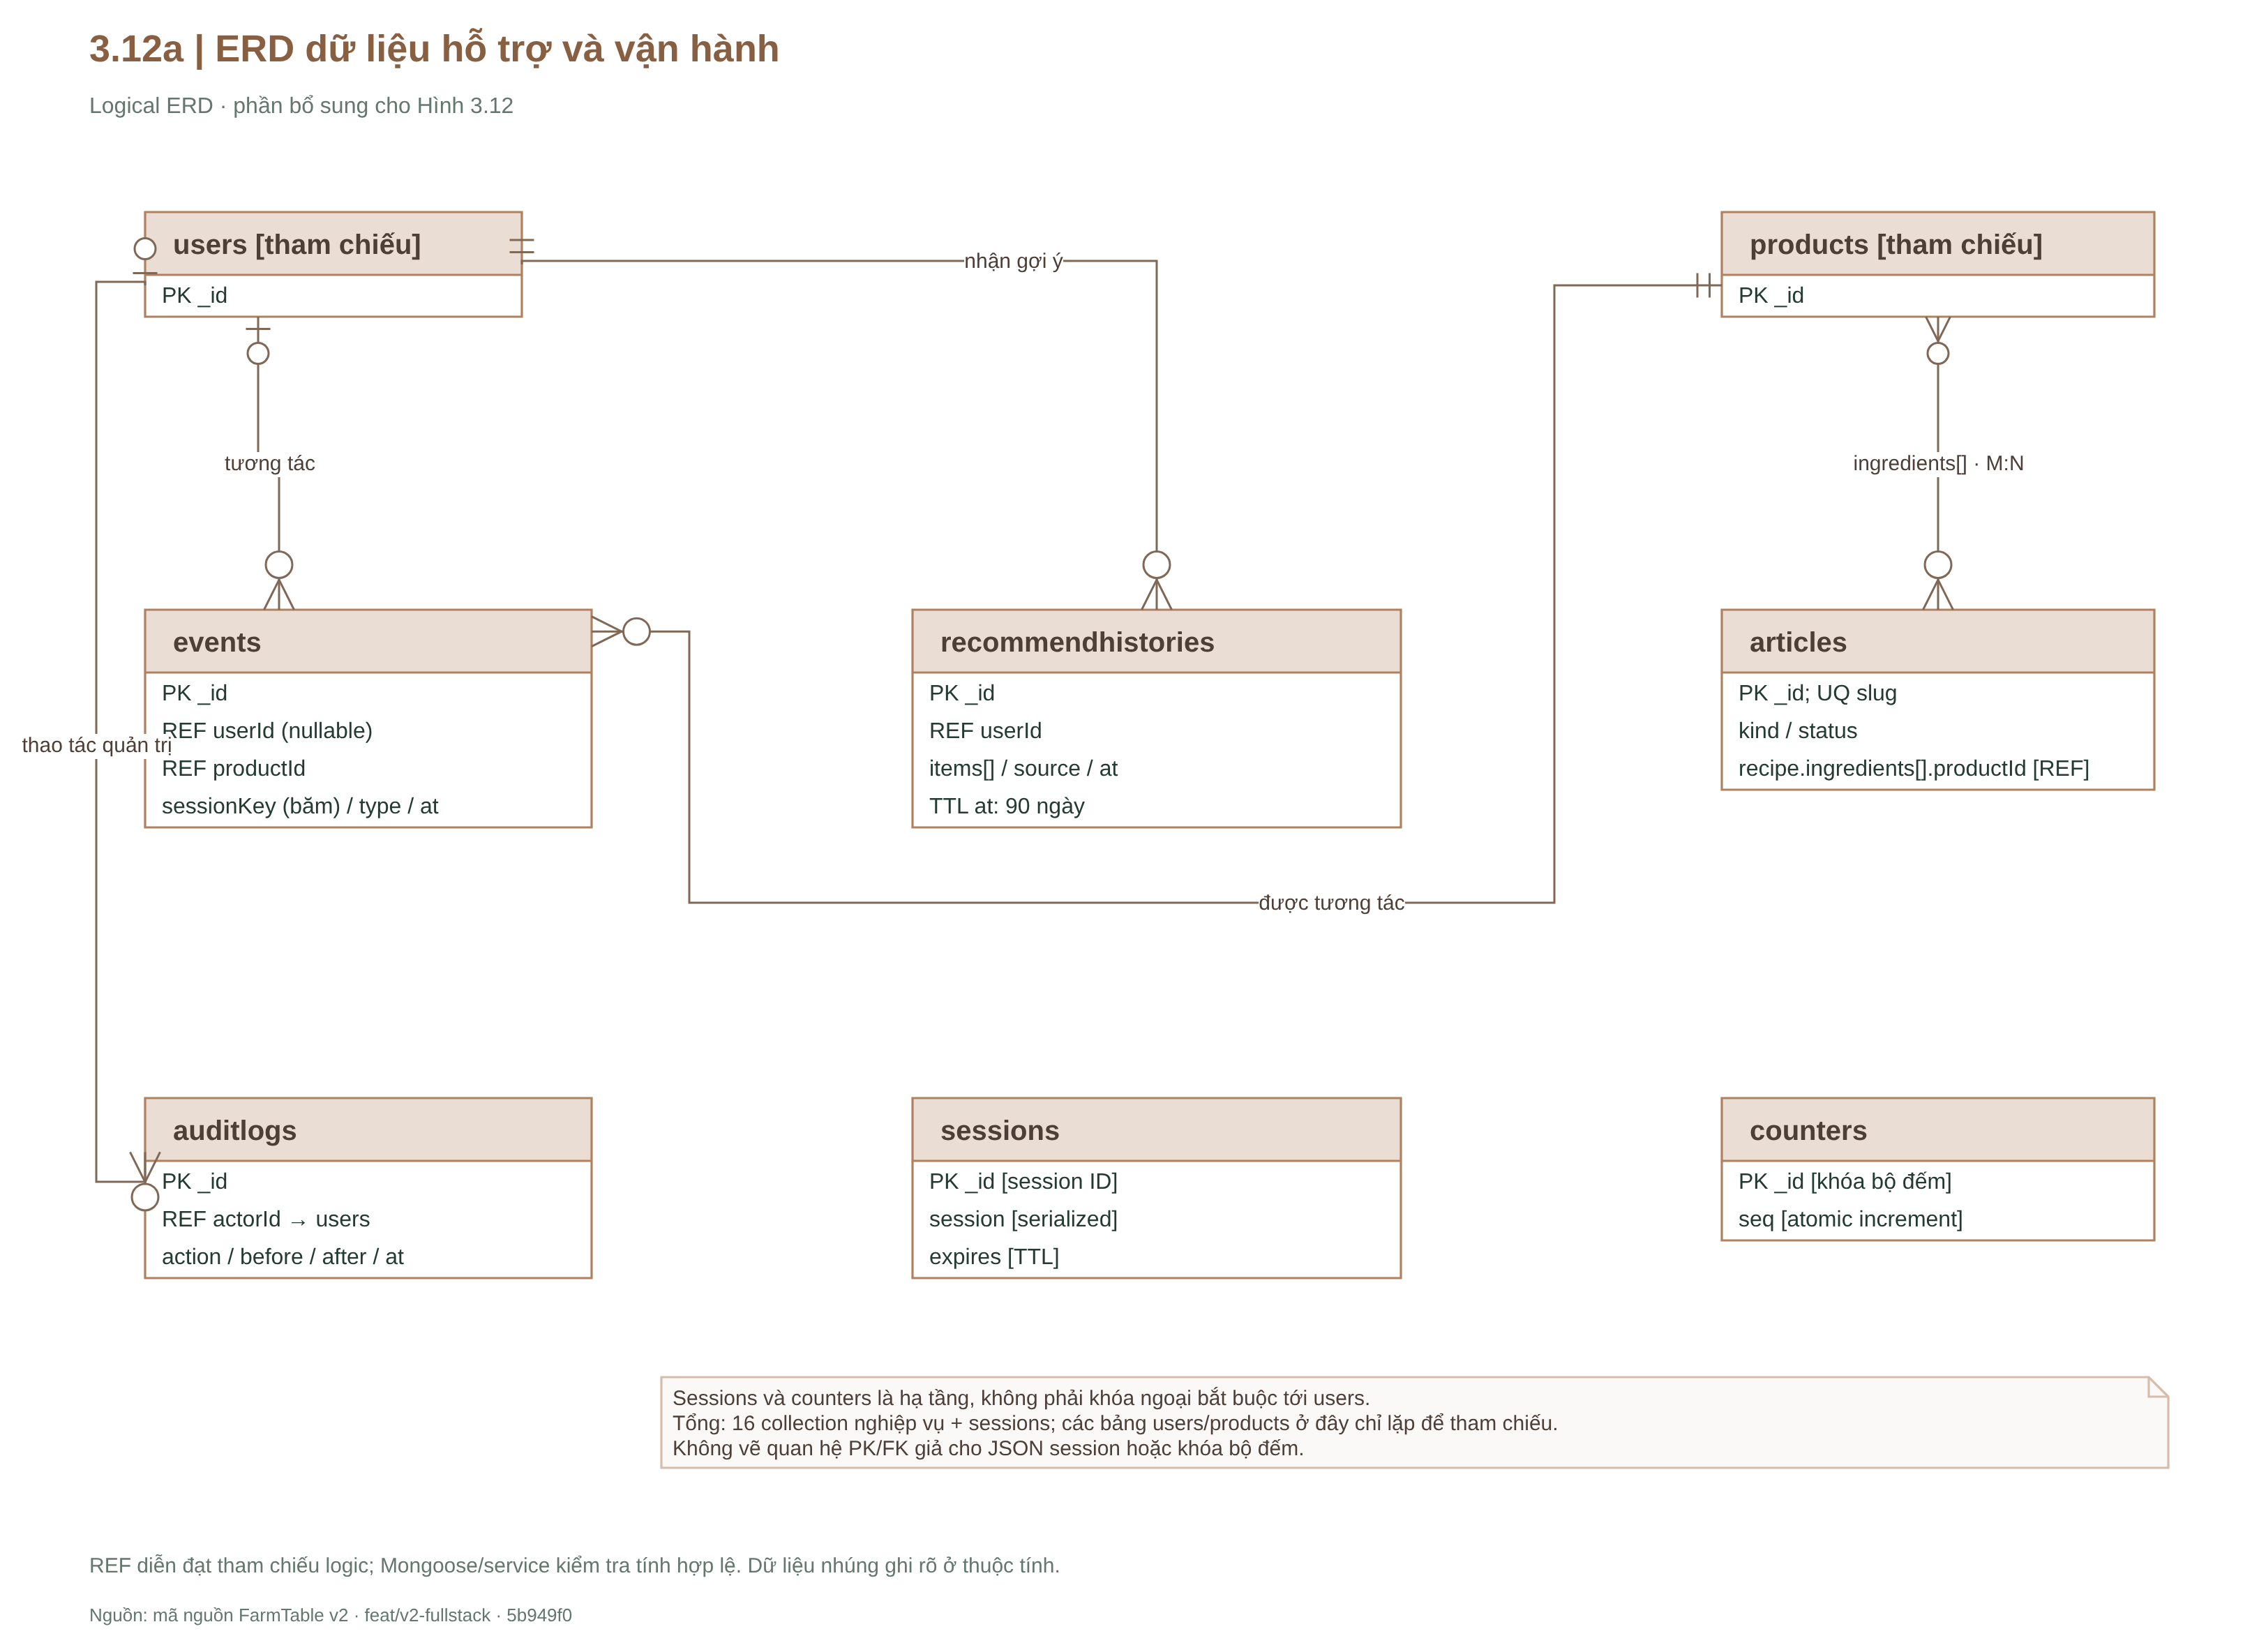 3.12a | ERD dữ liệu hỗ trợ và vận hành
Logical ERD · phần bổ sung cho Hình 3.12
users [tham chiếu]
PK _id
nhận gợi ý
products [tham chiếu]
PK _id
tương tác
ingredients[] · M:N
events
PK _id
REF userId (nullable)
REF productId
sessionKey (băm) / type / at
thao tác quản trị
recommendhistories
PK _id
REF userId
items[] / source / at
TTL at: 90 ngày
articles
PK _id; UQ slug
kind / status
recipe.ingredients[].productId [REF]
được tương tác
auditlogs
PK _id
REF actorId → users
action / before / after / at
sessions
PK _id [session ID]
session [serialized]
expires [TTL]
counters
PK _id [khóa bộ đếm]
seq [atomic increment]
Sessions và counters là hạ tầng, không phải khóa ngoại bắt buộc tới users.
Tổng: 16 collection nghiệp vụ + sessions; các bảng users/products ở đây chỉ lặp để tham chiếu.
Không vẽ quan hệ PK/FK giả cho JSON session hoặc khóa bộ đếm.
REF diễn đạt tham chiếu logic; Mongoose/service kiểm tra tính hợp lệ. Dữ liệu nhúng ghi rõ ở thuộc tính.
Nguồn: mã nguồn FarmTable v2 · feat/v2-fullstack · 5b949f0